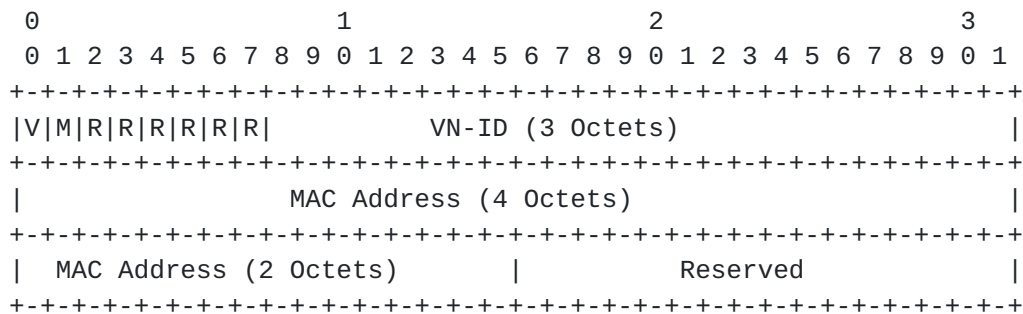 0                   1                   2                   3
 0 1 2 3 4 5 6 7 8 9 0 1 2 3 4 5 6 7 8 9 0 1 2 3 4 5 6 7 8 9 0 1
+-+-+-+-+-+-+-+-+-+-+-+-+-+-+-+-+-+-+-+-+-+-+-+-+-+-+-+-+-+-+-+-+
|V|M|R|R|R|R|R|R|          VN-ID (3 Octets)                     |
+-+-+-+-+-+-+-+-+-+-+-+-+-+-+-+-+-+-+-+-+-+-+-+-+-+-+-+-+-+-+-+-+
|                 MAC Address (4 Octets)                        |
+-+-+-+-+-+-+-+-+-+-+-+-+-+-+-+-+-+-+-+-+-+-+-+-+-+-+-+-+-+-+-+-+
|  MAC Address (2 Octets)       |          Reserved             |
+-+-+-+-+-+-+-+-+-+-+-+-+-+-+-+-+-+-+-+-+-+-+-+-+-+-+-+-+-+-+-+-+